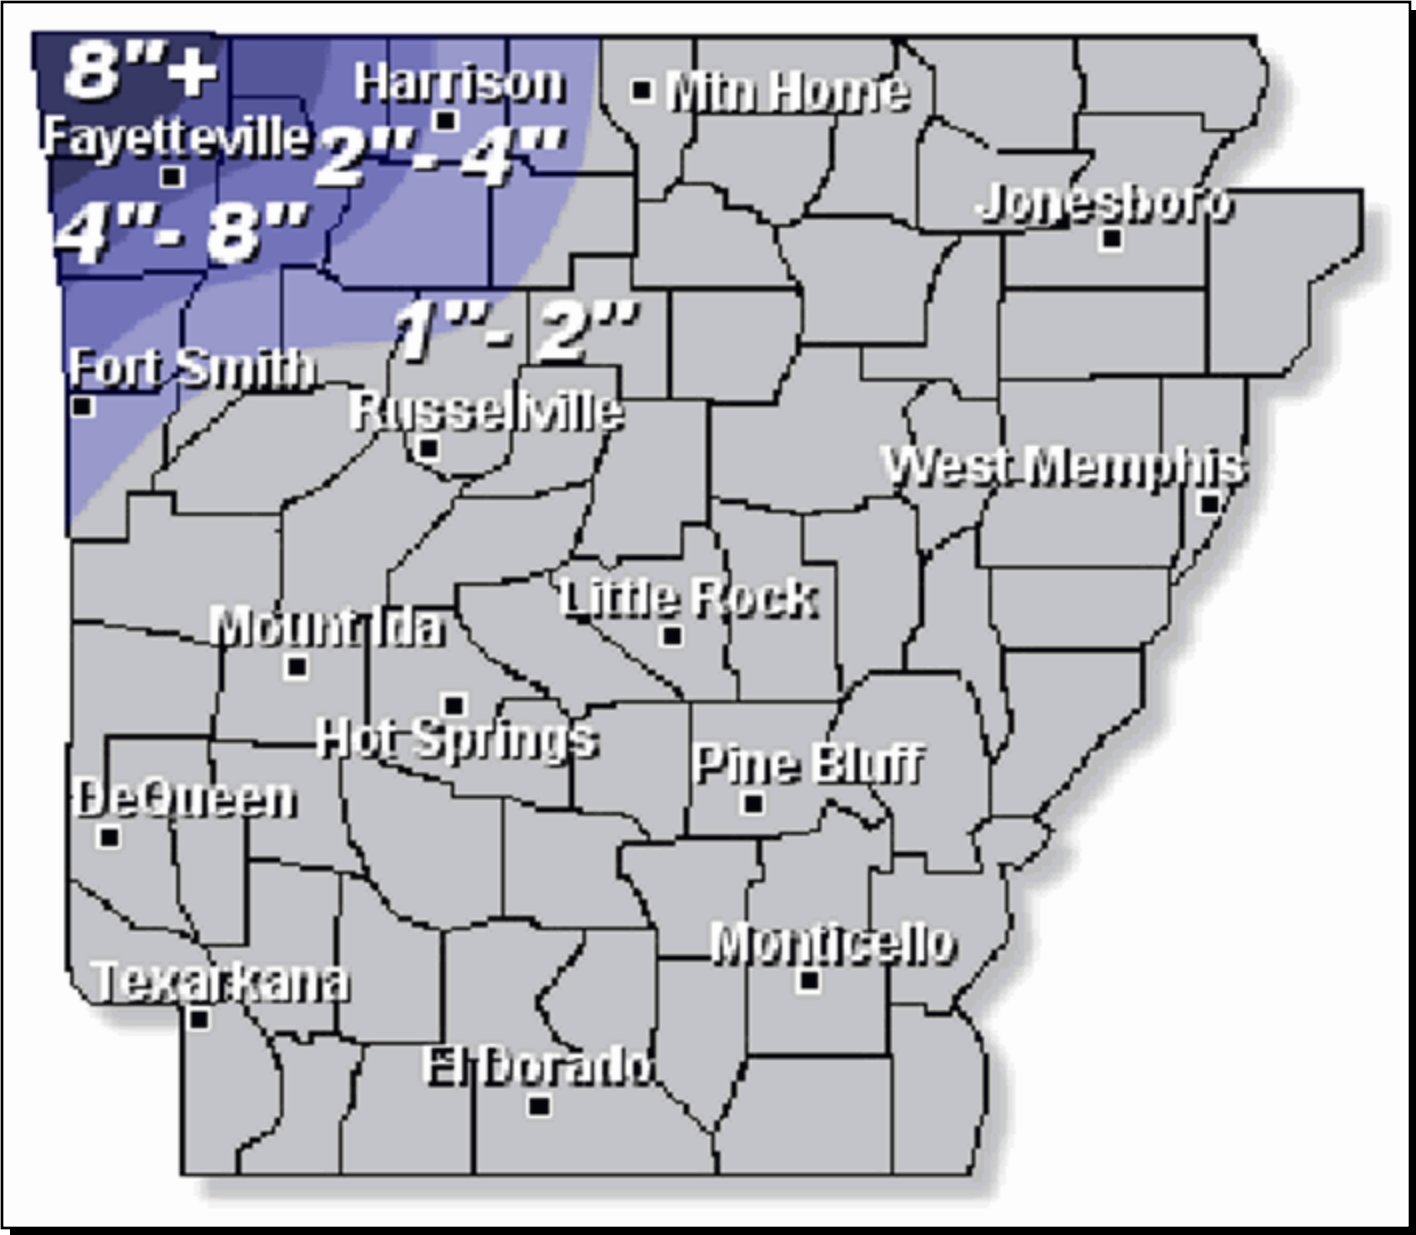 8"+
Harrison
Mtn Home
Fayetteville
2"- 4"
4"- 8"
Jonesboro
1"- 2"
Fort Smith
Russellville
West Memphis
Little Rock
Mount Ida
Hot Springs
Pine Bluff
DeQueen
Monticello
Texarkana
El Dorado